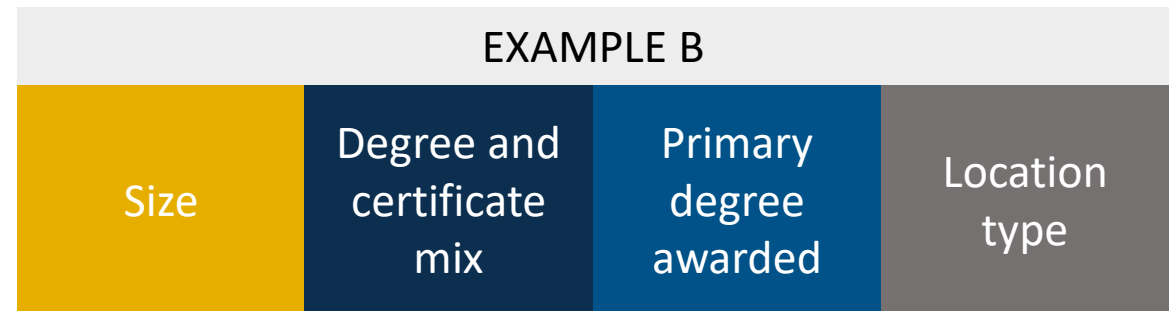 EXAMPLE B
Size
Degree and
certificate
mix
Primary
degree
awarded
Location
type